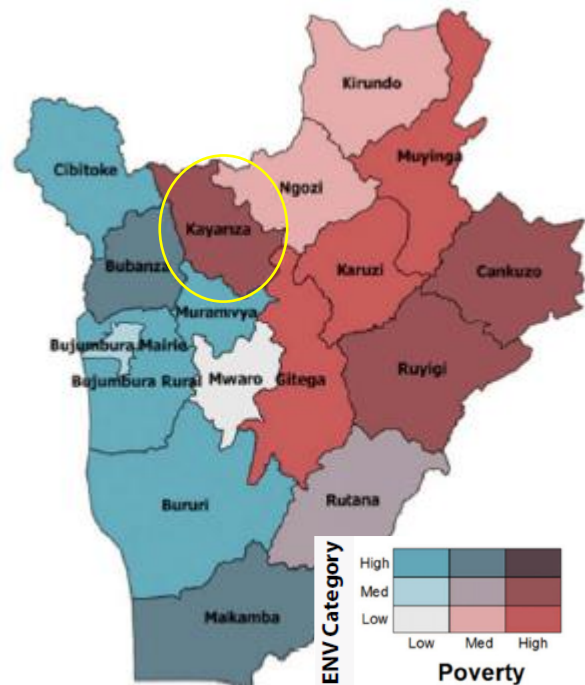 Kirundo
Muyinga
Cibitoke
Ngozi
Kayanza
Karuzi
Cankuzo
Bubanza
Muramvya
Bujumbura Mairie
Bujumbura Rural
Mwaro
Gitega
Ruyigi
Bururi
Rutana
Makamba
ENV Category
High
Med
Low
Low Med High
Poverty